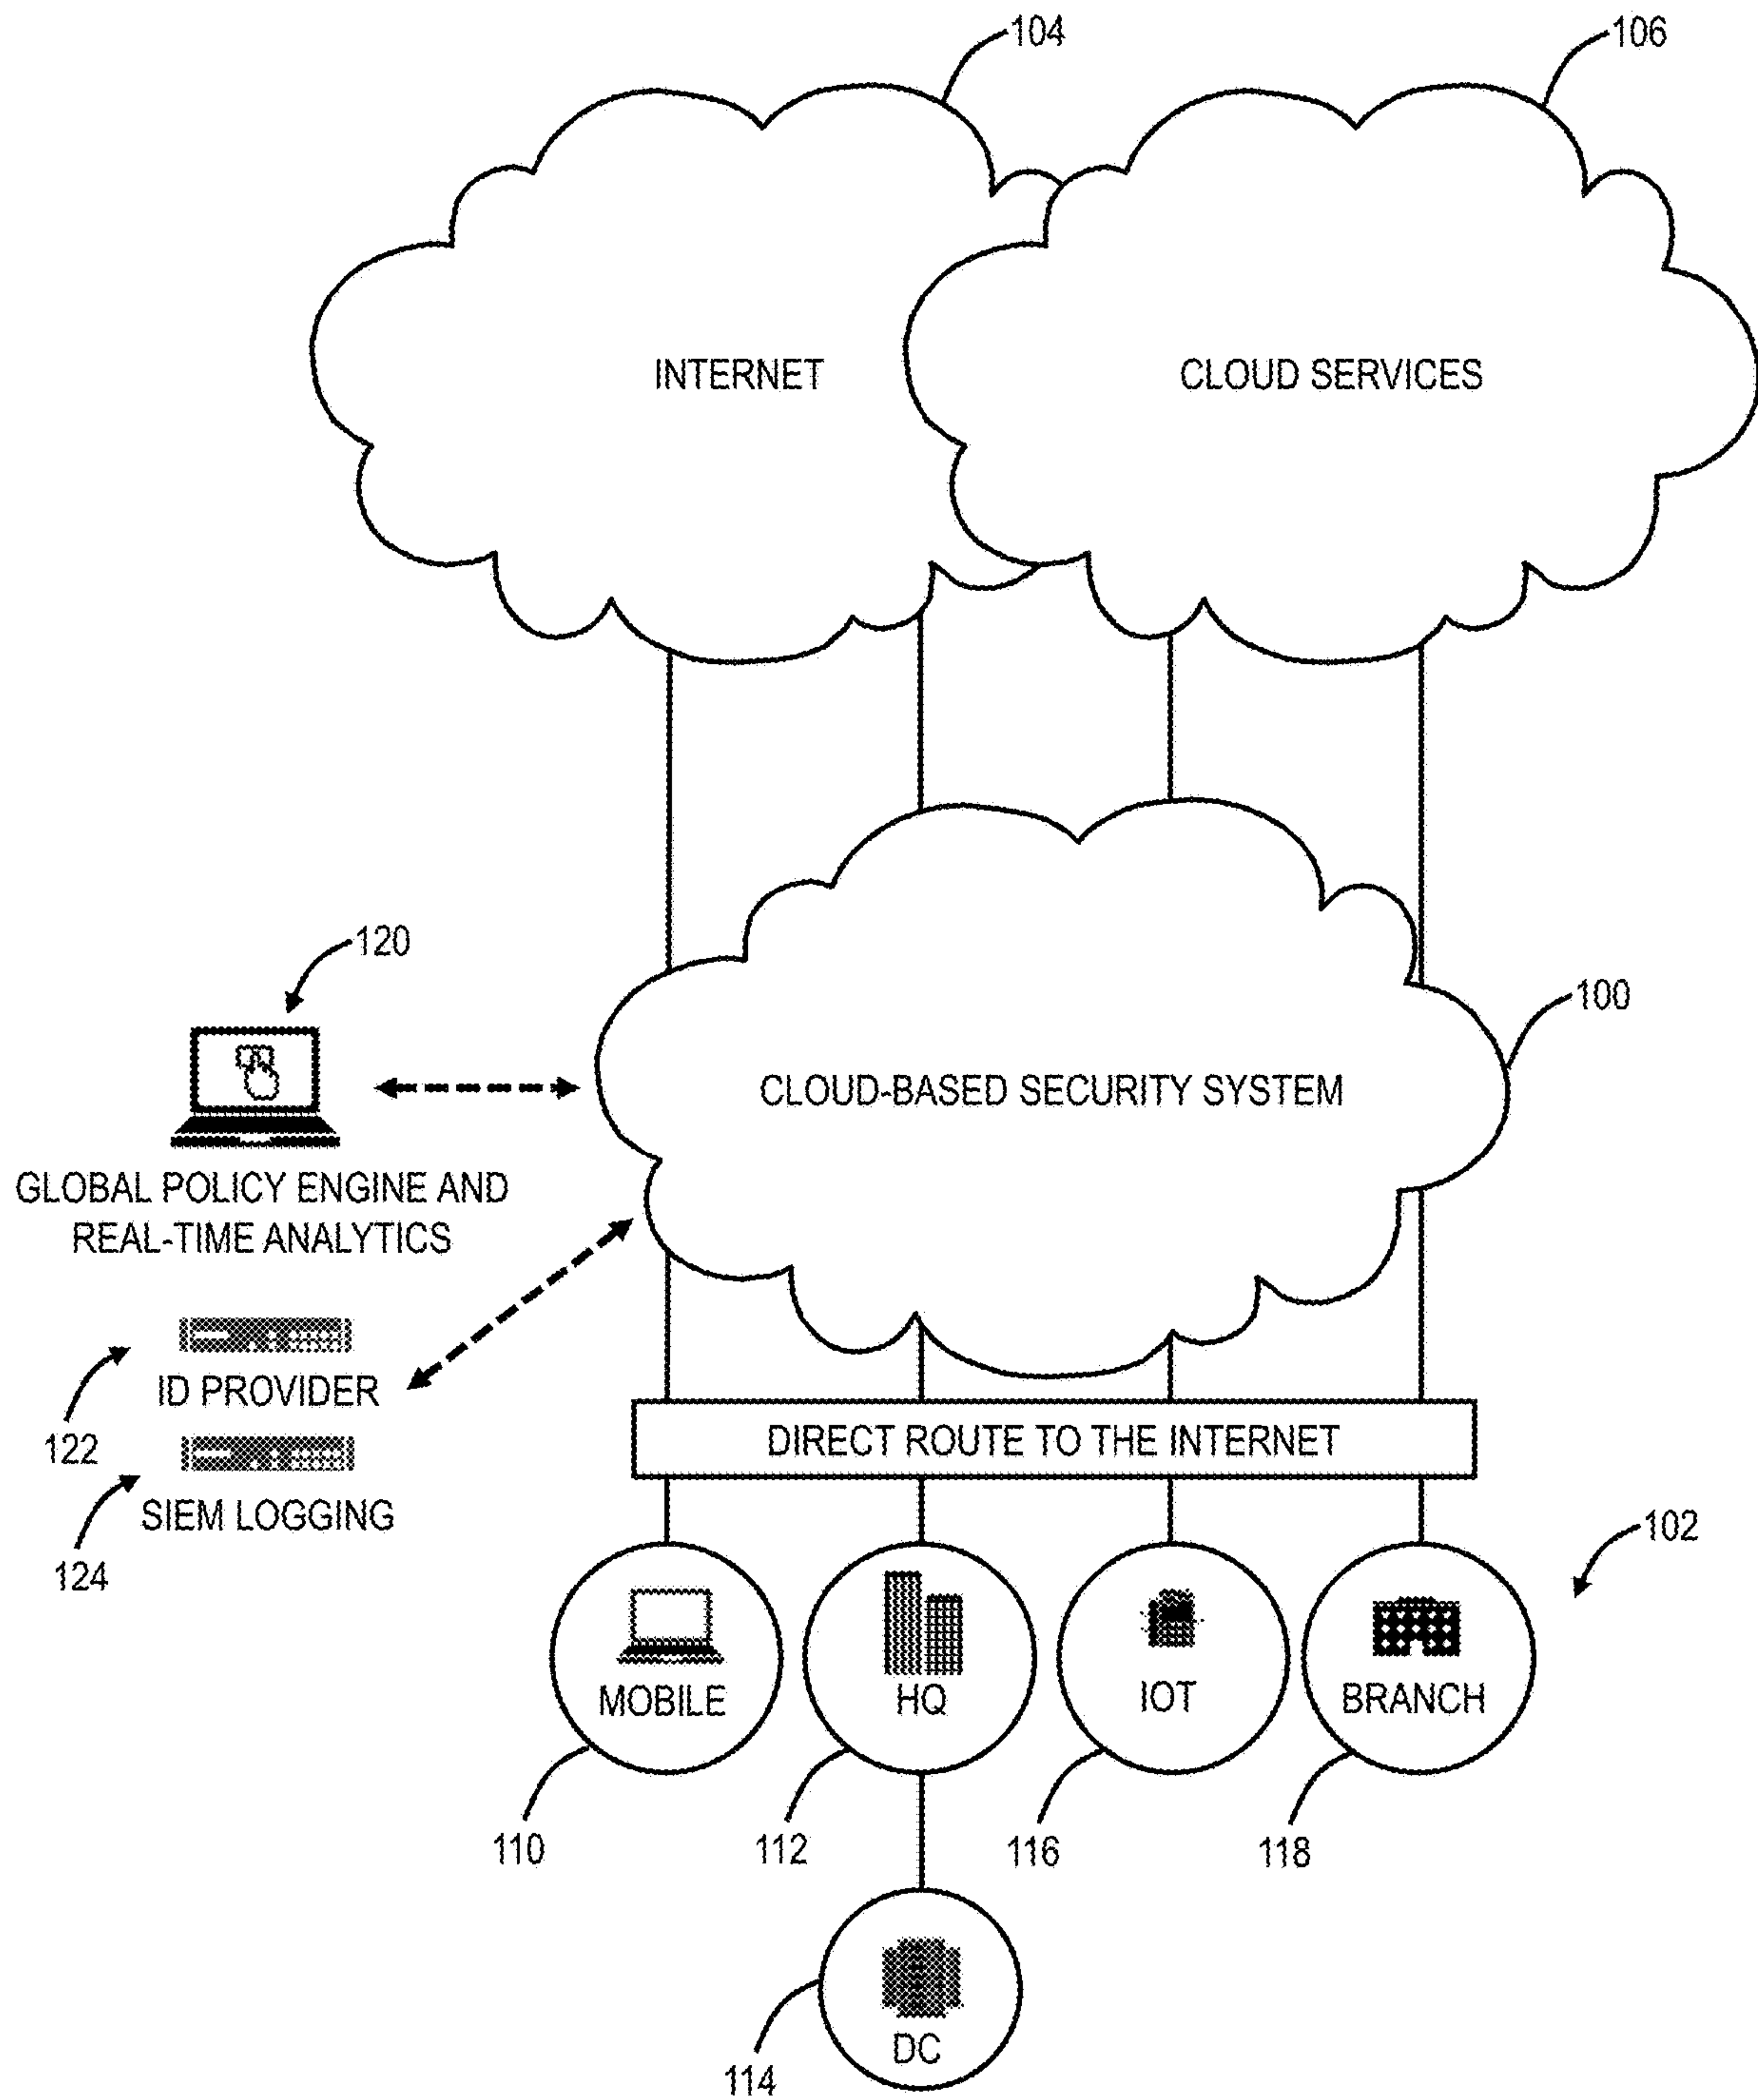 104
106
INTERNET
CLOUD SERVICES
120
100
CLOUD-BASED SECURITY SYSTEM
GLOBAL POLICY ENGINE AND
REAL-TIME ANALYTICS
ID PROVIDER
122
DIRECT ROUTE TO THE INTERNET
SIEM LOGGING
124
102
MOBILE
HQ
IOT
BRANCH
110
112
116
118
DC
114